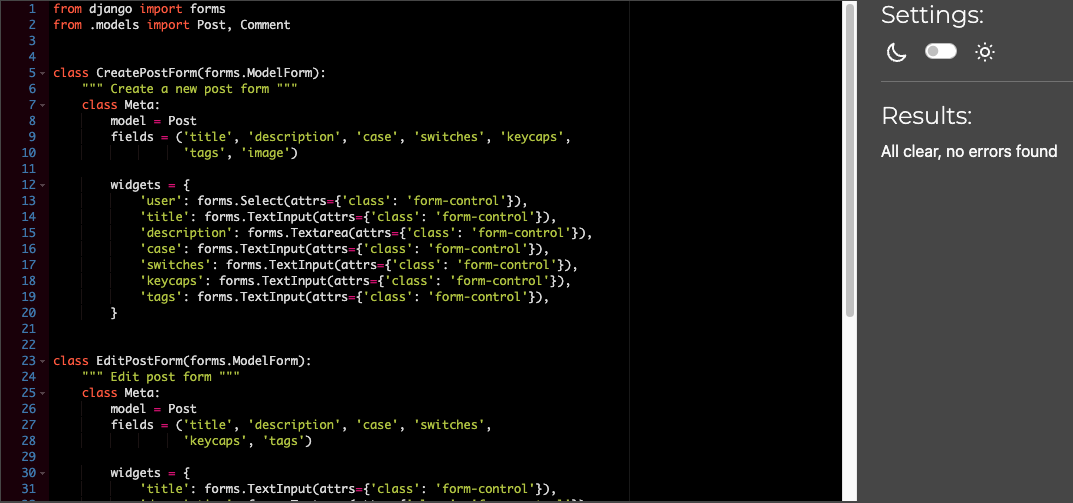 1 from django import forms
2 from .models import Post, Comment
3
4
5 class CreatePostForm(forms.ModelForm):
6     """ Create a new post form """
7     class Meta:
8         model = Post
9         fields = ('title', 'description', 'case', 'switches', 'keycaps',
10                   'tags', 'image')
11
12         widgets = {
13             'user': forms.Select(attrs={'class': 'form-control'}),
14             'title': forms.TextInput(attrs={'class': 'form-control'}),
15             'description': forms.Textarea(attrs={'class': 'form-control'}),
16             'case': forms.TextInput(attrs={'class': 'form-control'}),
17             'switches': forms.TextInput(attrs={'class': 'form-control'}),
18             'keycaps': forms.TextInput(attrs={'class': 'form-control'}),
19             'tags': forms.TextInput(attrs={'class': 'form-control'}),
20         }
21
22
23 class EditPostForm(forms.ModelForm):
24     """ Edit post form """
25     class Meta:
26         model = Post
27         fields = ('title', 'description', 'case', 'switches',
28                   'keycaps', 'tags')
29
30         widgets = {
31             'title': forms.TextInput(attrs={'class': 'form-control'}),
Settings:
Results:
All clear, no errors found